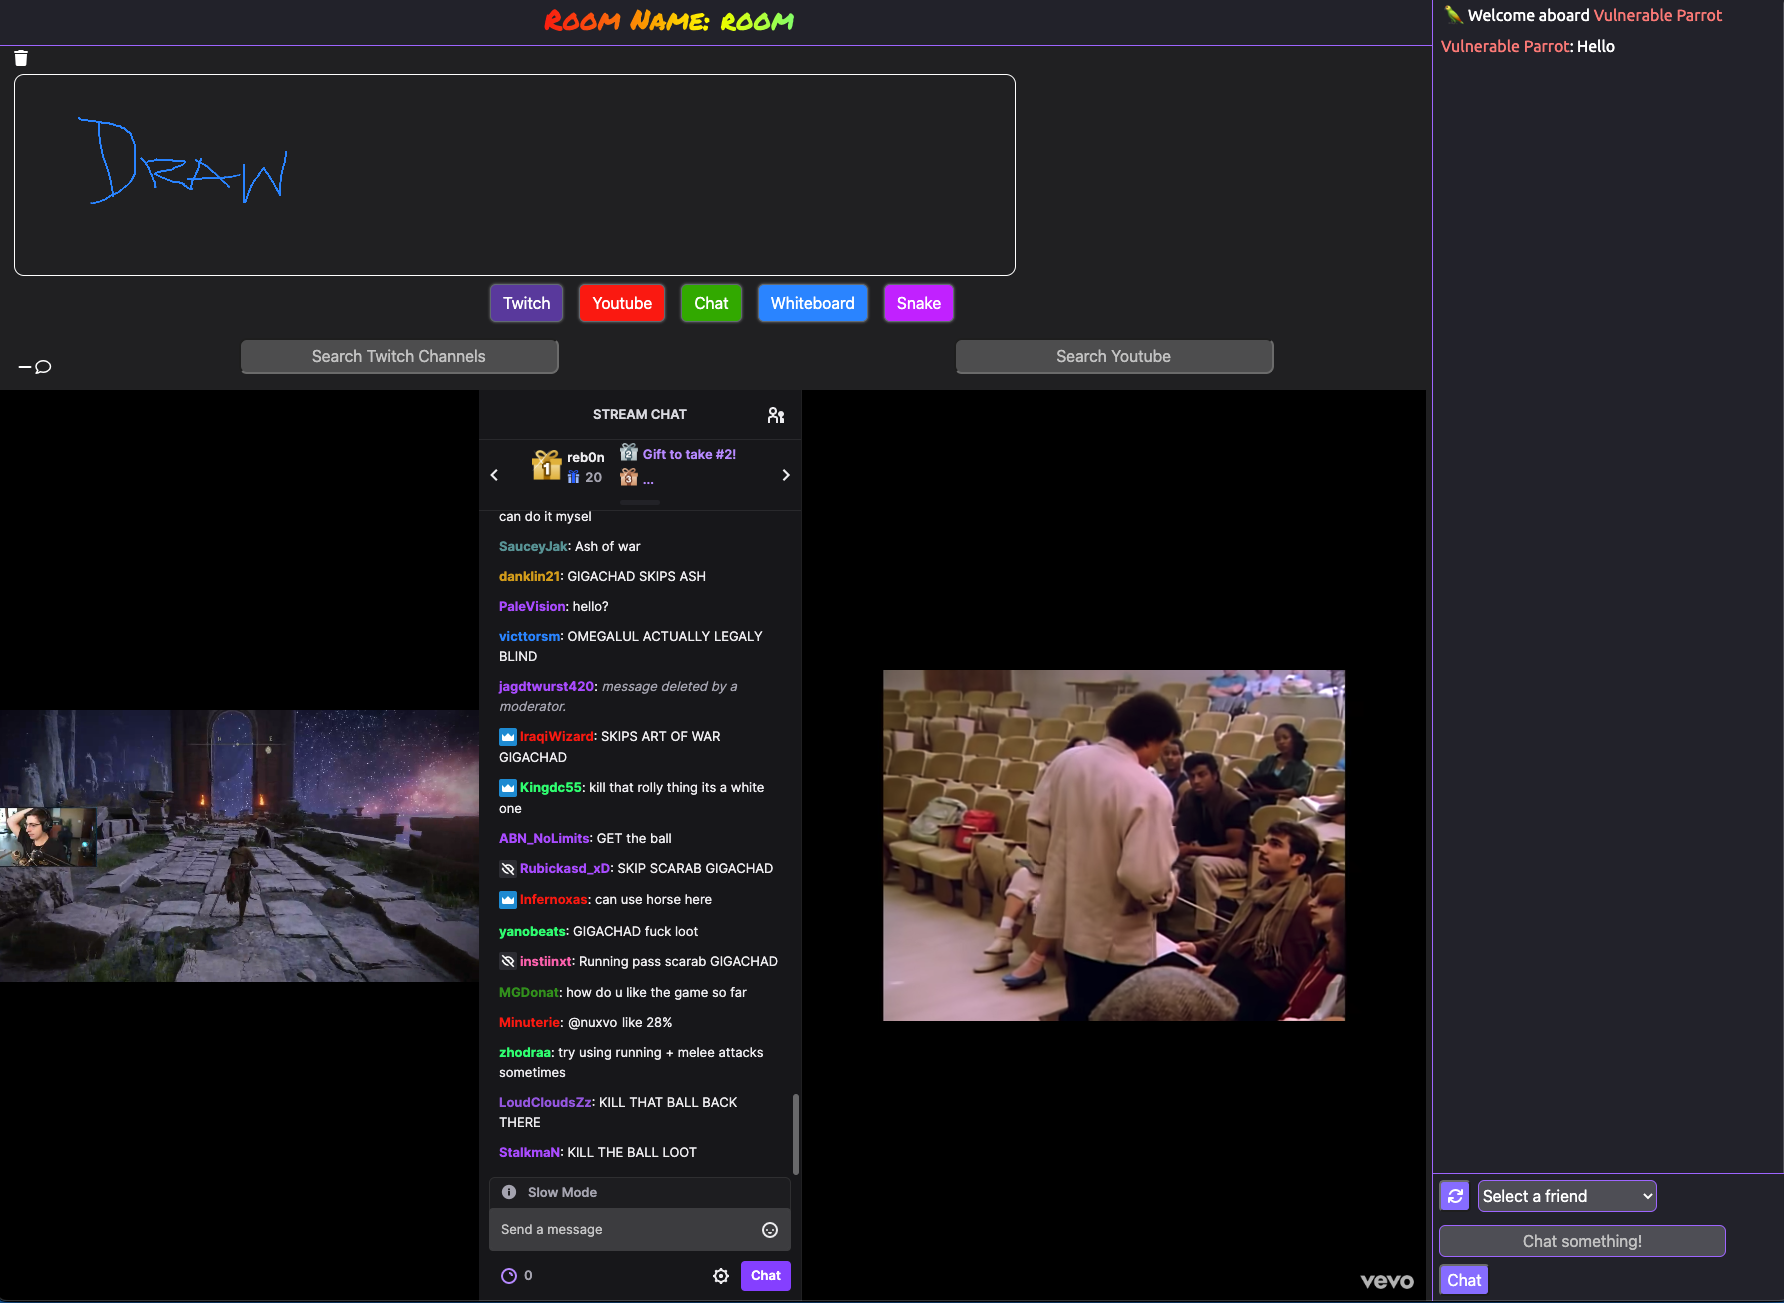 Room Name: room
DRAW
Twitch
Youtube
Chat
Whiteboard
Snake
Search Twitch Channels
Search Youtube
STREAM CHAT
1
reb0n
20
2
Gift to take #2!
3
...
can do it mysel
SauceyJak: Ash of war
danklin21: GIGACHAD SKIPS ASH
PaleVision: hello?
victtorsm: OMEGALUL ACTUALLY LEGALY
BLIND
jagdtwurst420: message deleted by a
moderator.
IraqiWizard: SKIPS ART OF WAR
GIGACHAD
Kingdc55: kill that rolly thing its a white
one
ABN_NoLimits: GET the ball
Rubickasd_xD: SKIP SCARAB GIGACHAD
Infernoxas: can use horse here
yanobeats: GIGACHAD fuck loot
instiinxt: Running pass scarab GIGACHAD
MGDonat: how do u like the game so far
Minuterie: @nuxvo like 28%
zhodraa: try using running + melee attacks
sometimes
LoudCloudsZz: KILL THAT BALL BACK
THERE
StalkmaN: KILL THE BALL LOOT
Slow Mode
Send a message
0
Chat
vevo
Welcome aboard Vulnerable Parrot
Vulnerable Parrot: Hello
Select a friend
Chat something!
Chat